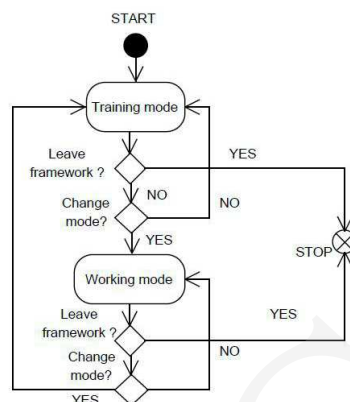 START
Training mode
Leave
framework ?
YES
NO
Change
mode?
NO
YES
Working mode
STOP
Leave
framework ?
YES
NO
Change
mode?
YES